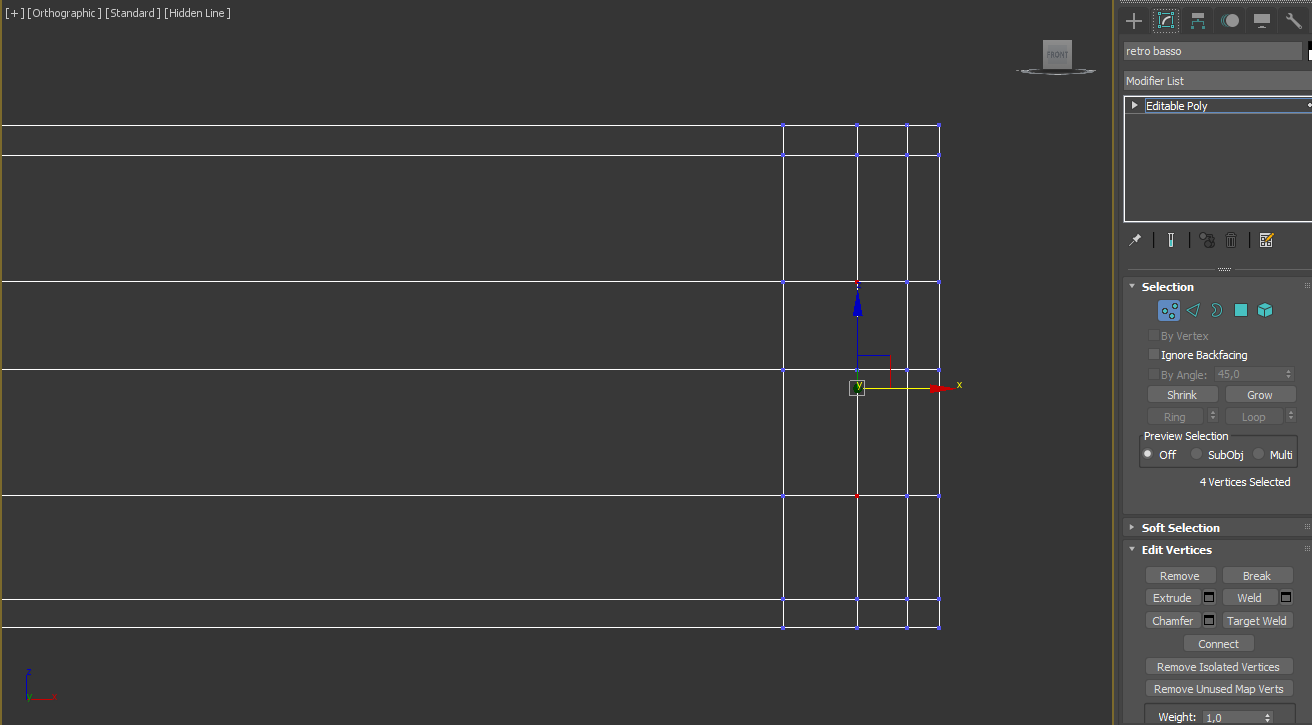 [+] [Orthographic] [Standard] [Hidden Line]
FRONT
retro basso
Modifier List
Editable Poly
Selection
By Vertex
Ignore Backfacing
By Angle: 45,0
Shrink Grow
Ring Loop
Preview Selection
Off SubObj Multi
4 Vertices Selected
y x
Soft Selection
Edit Vertices
Remove Break
Extrude Weld
Chamfer Target Weld
Connect
Remove Isolated Vertices
z
Remove Unused Map Verts
y x
Weight: 1,0